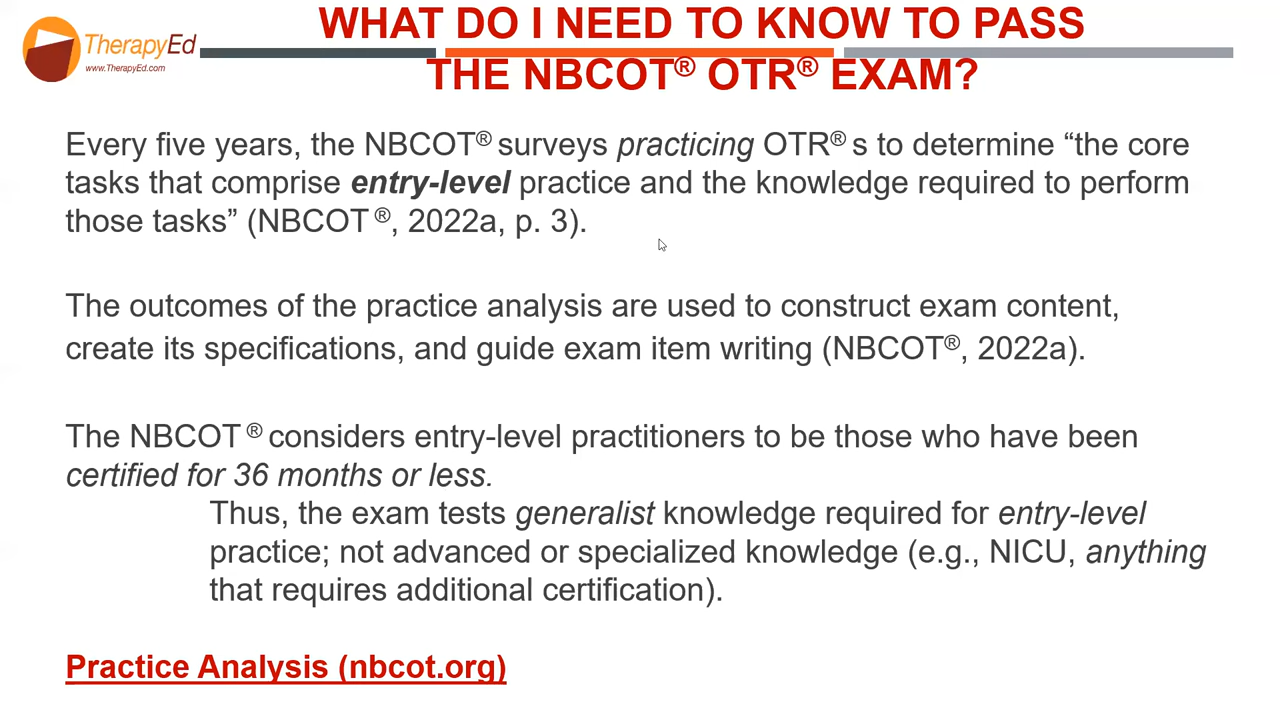 WHAT DO I NEED TO KNOW TO PASS
THE NBCOT® OTR® EXAM?
TherapyEd
www.TherapyEd.com
Every five years, the NBCOT® surveys practicing OTR® s to determine “the core
tasks that comprise entry-level practice and the knowledge required to perform
those tasks” (NBCOT ®, 2022a, p. 3).
The outcomes of the practice analysis are used to construct exam content,
create its specifications, and guide exam item writing (NBCOT®, 2022a).
The NBCOT ® considers entry-level practitioners to be those who have been
certified for 36 months or less.
Thus, the exam tests generalist knowledge required for entry-level
practice; not advanced or specialized knowledge (e.g., NICU, anything
that requires additional certification).
Practice Analysis (nbcot.org)